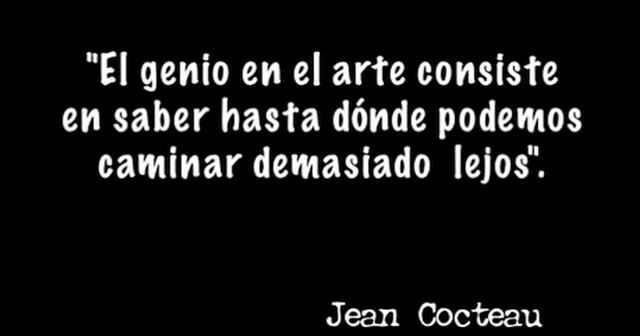 "El genio en el arte consiste
en saber hasta dónde podemos
caminar demasiado lejos".
Jean Cocteau